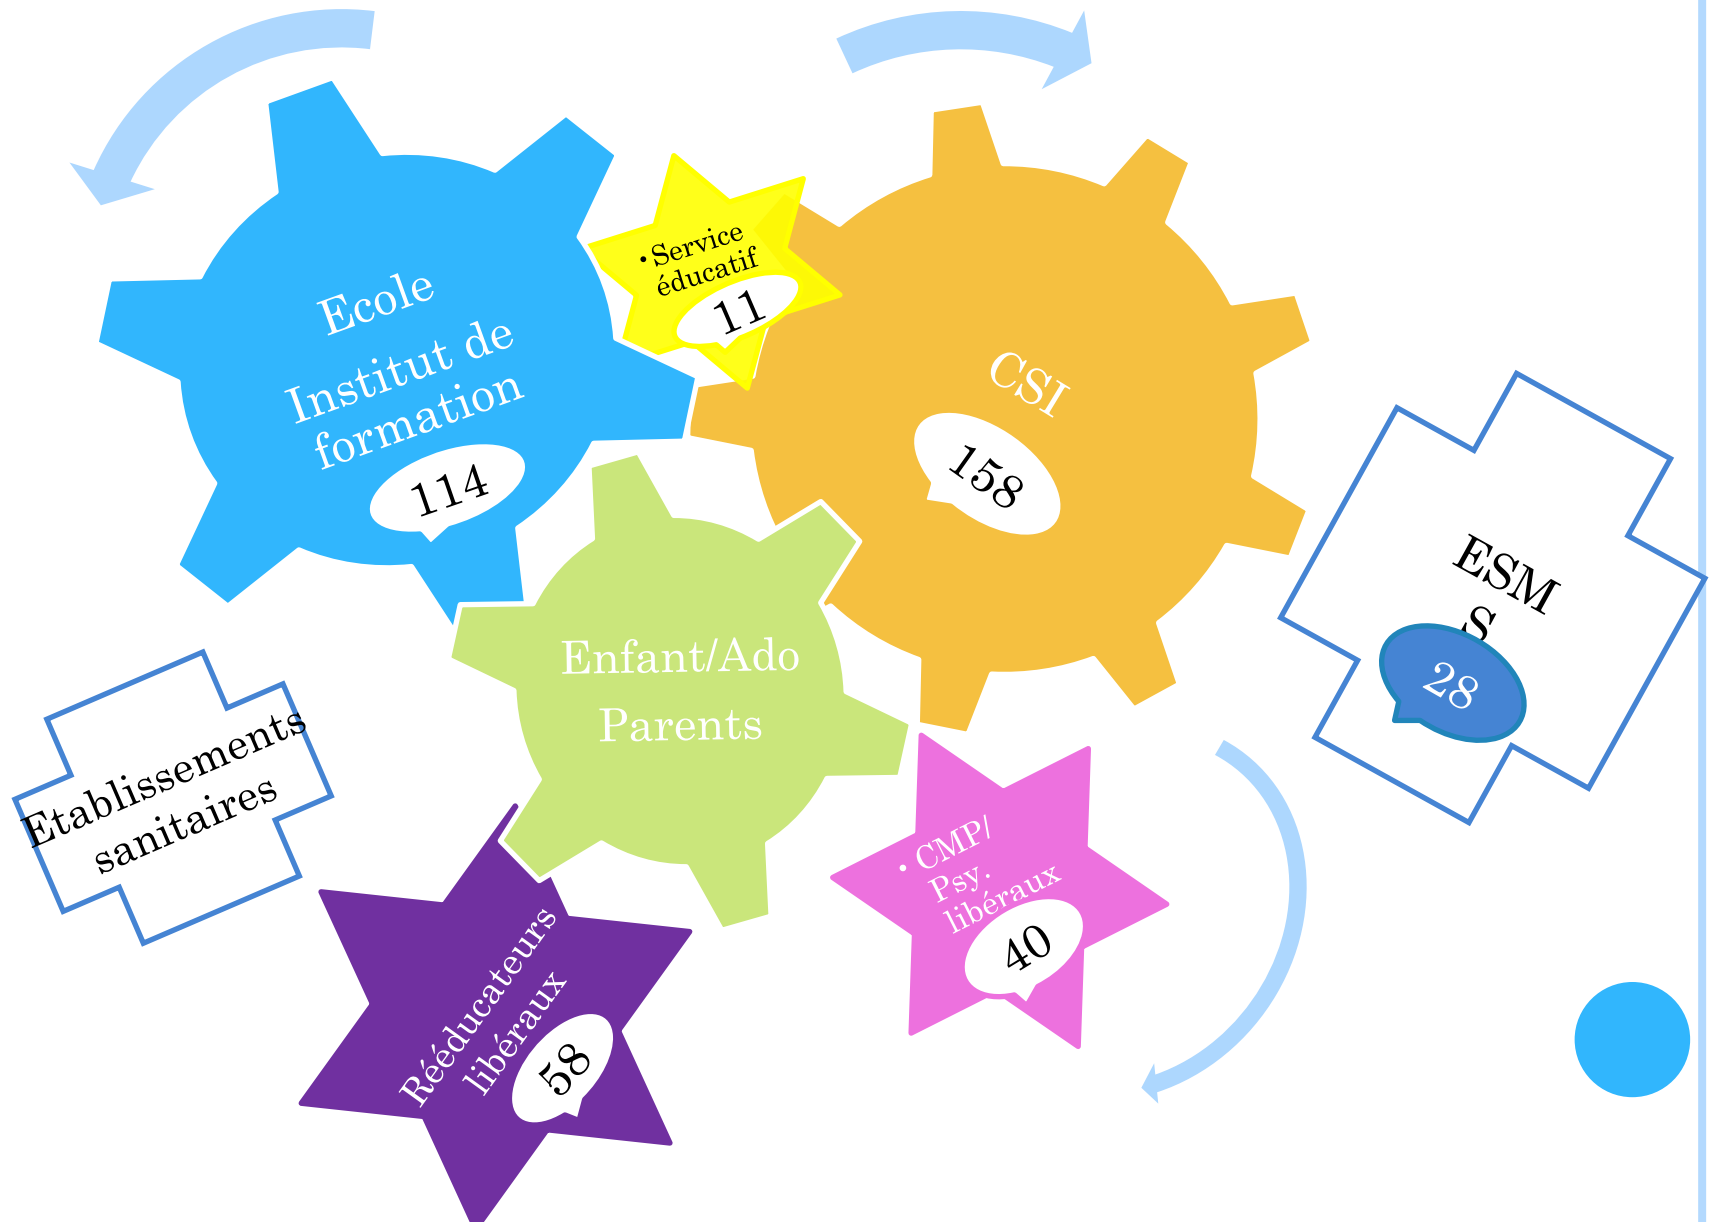 Ecole
Institut de
formation
114
• Service
éducatif
11
CSI
158
ESM
S
28
Enfant/Ado
Parents
Etablissements
sanitaires
• CMP/
Psy.
libéraux
40
Rééducateurs
libéraux
58